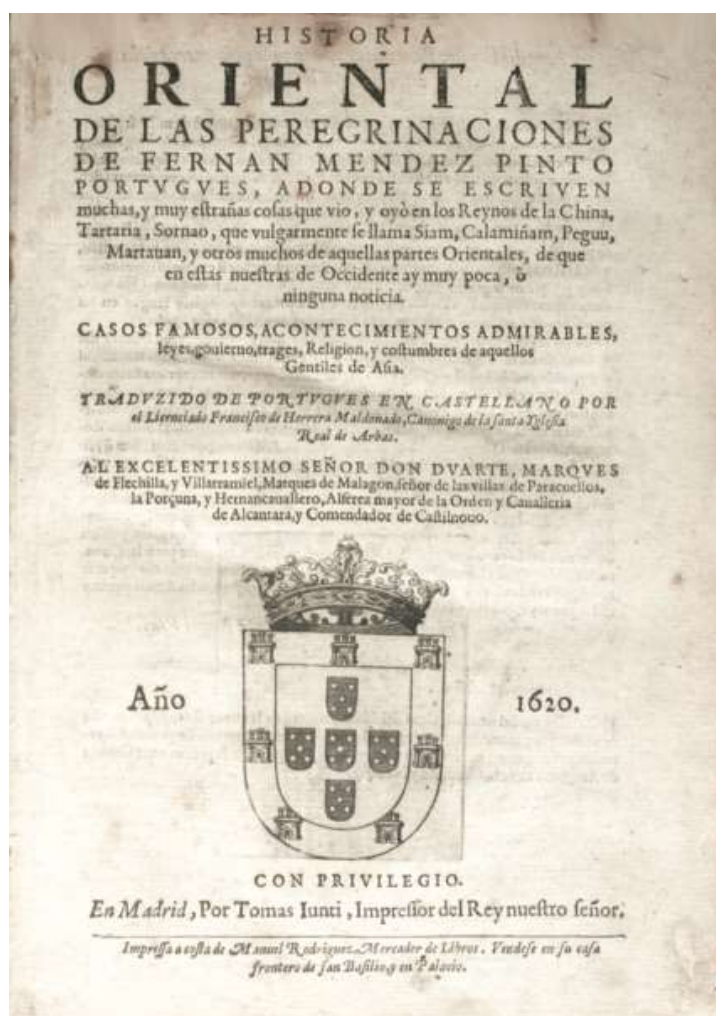 HISTORIA
ORIENTAL
DE LAS PEREGRINACIONES
DE FERNAN MENDEZ PINTO
PORTVGVES, ADONDE SE ESCRIVEN
muchas, y muy eſtrañas coſas que vio, y oyò en los Reynos de la China,
Tartaria, Sornao, que vulgarmente ſe llama Siam, Calamiñam, Peguu,
Martauan, y otros muchos de aquellas partes Orientales, de que
en eſtas nueſtras de Occidente ay muy poca, ò
ninguna noticia.
CASOS FAMOSOS, ACONTECIMIENTOS ADMIRABLES,
leyes, gouierno, trages, Religion, y coſtumbres de aquellos
Gentiles de Aſia.
TRADVZIDO DE PORTVGVES EN CASTELLANO POR
el Licenciado Franciſco de Herrera Maldonado, Canonigo de la ſanta Ygleſia
Real de Arbas.
AL EXCELENTISSIMO SEÑOR DON DVARTE, MARQVES
de Flechilla, y Villarramiel, Marques de Malagon, ſeñor de las villas de Paracuellos,
la Porçuna, y Hernancauallero, Alferez mayor de la Orden y Caualleria
de Alcantara, y Comendador de Caſtilnouo.
Año 1620.
CON PRIVILEGIO.
En Madrid, Por Tomas Iunti, Impreſſor del Rey nueſtro ſeñor.
Impreſſa a coſta de Manuel Rodriguez, Mercader de Libros. Vendeſe en ſu caſa
frontero de ſan Baſilio, y en Palacio.